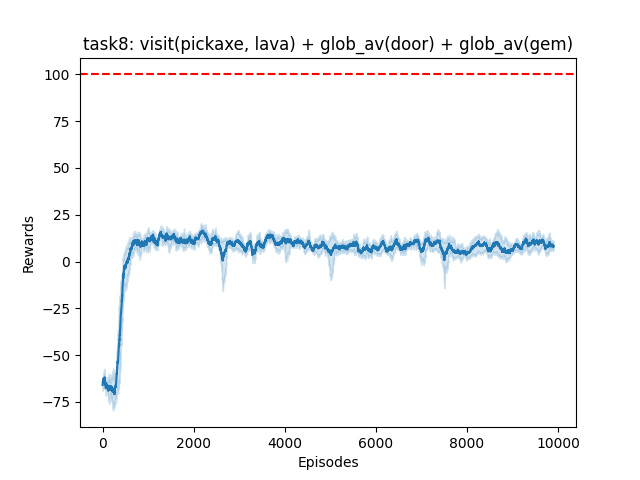 task8: visit(pickaxe, lava) + glob_av(door) + glob_av(gem)
100
75
50
25
0
−25
−50
−75
Rewards
0 2000 4000 6000 8000 10000
Episodes